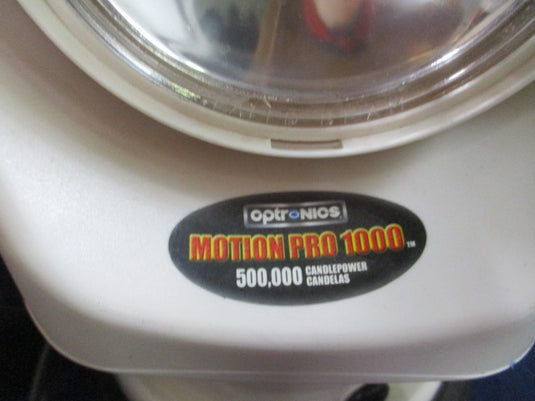 OPTRONICS
MOTION PRO 1000™
500,000 CANDLEPOWER
CANDELAS